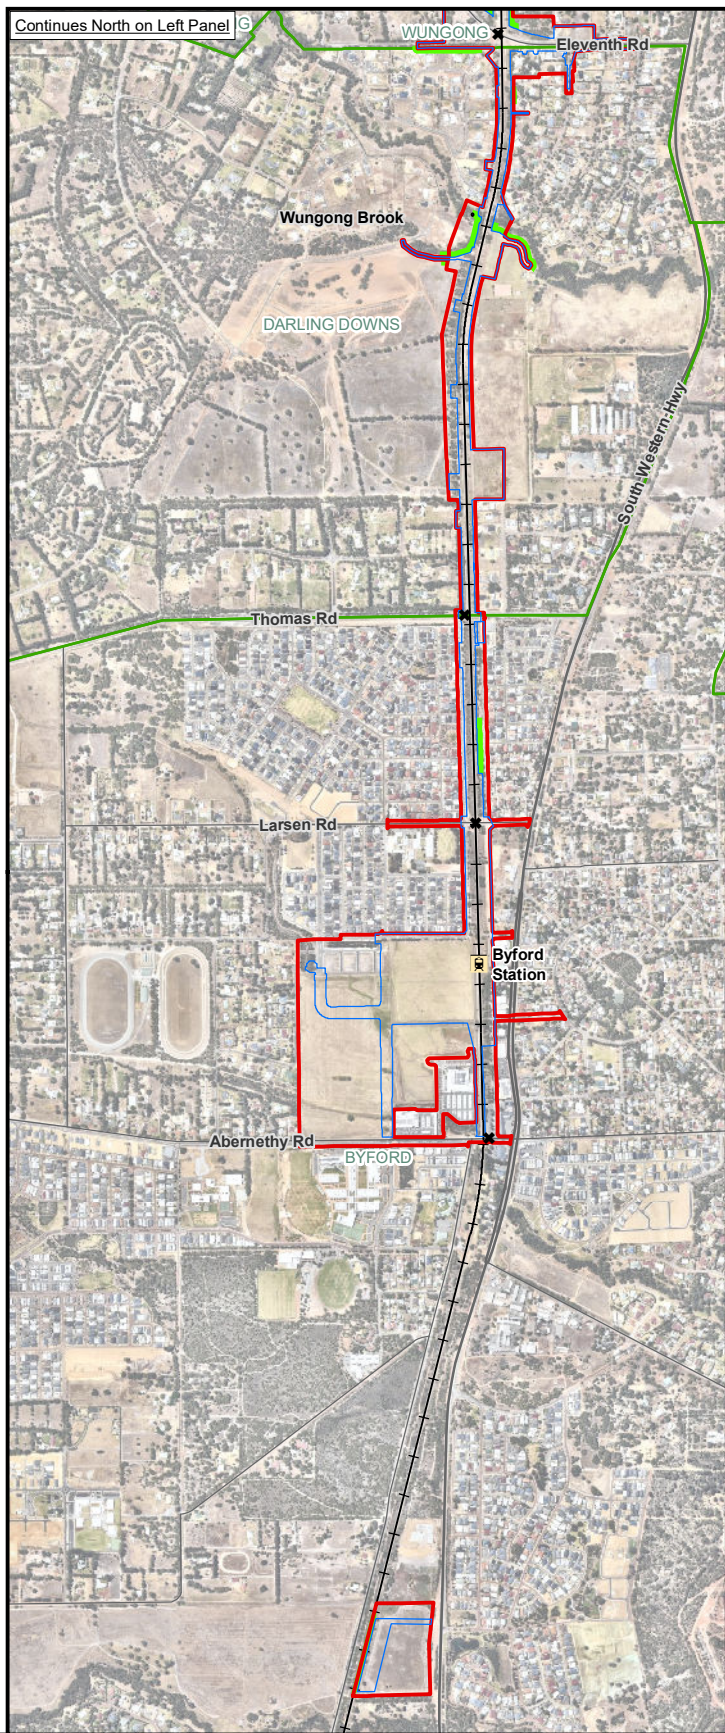 Continues North on Left Panel
G
WUNGONG
Eleventh Rd
Wungong Brook
DARLING DOWNS
South Western Hwy
Thomas Rd
Larsen Rd
Byford
Station
Abernethy Rd
BYFORD